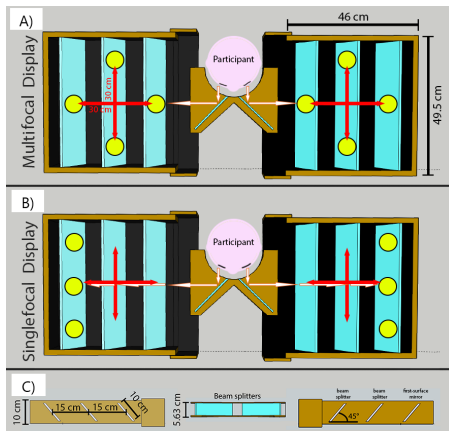 A)
Multifocal Display
30 cm
30 cm
Participant
46 cm
49.5 cm
B)
Singlefocal Display
Participant
C)
10 cm
15 cm
15 cm
10 cm
Beam splitters
5.63 cm
beam
splitter
beam
splitter
first-surface
mirror
45°